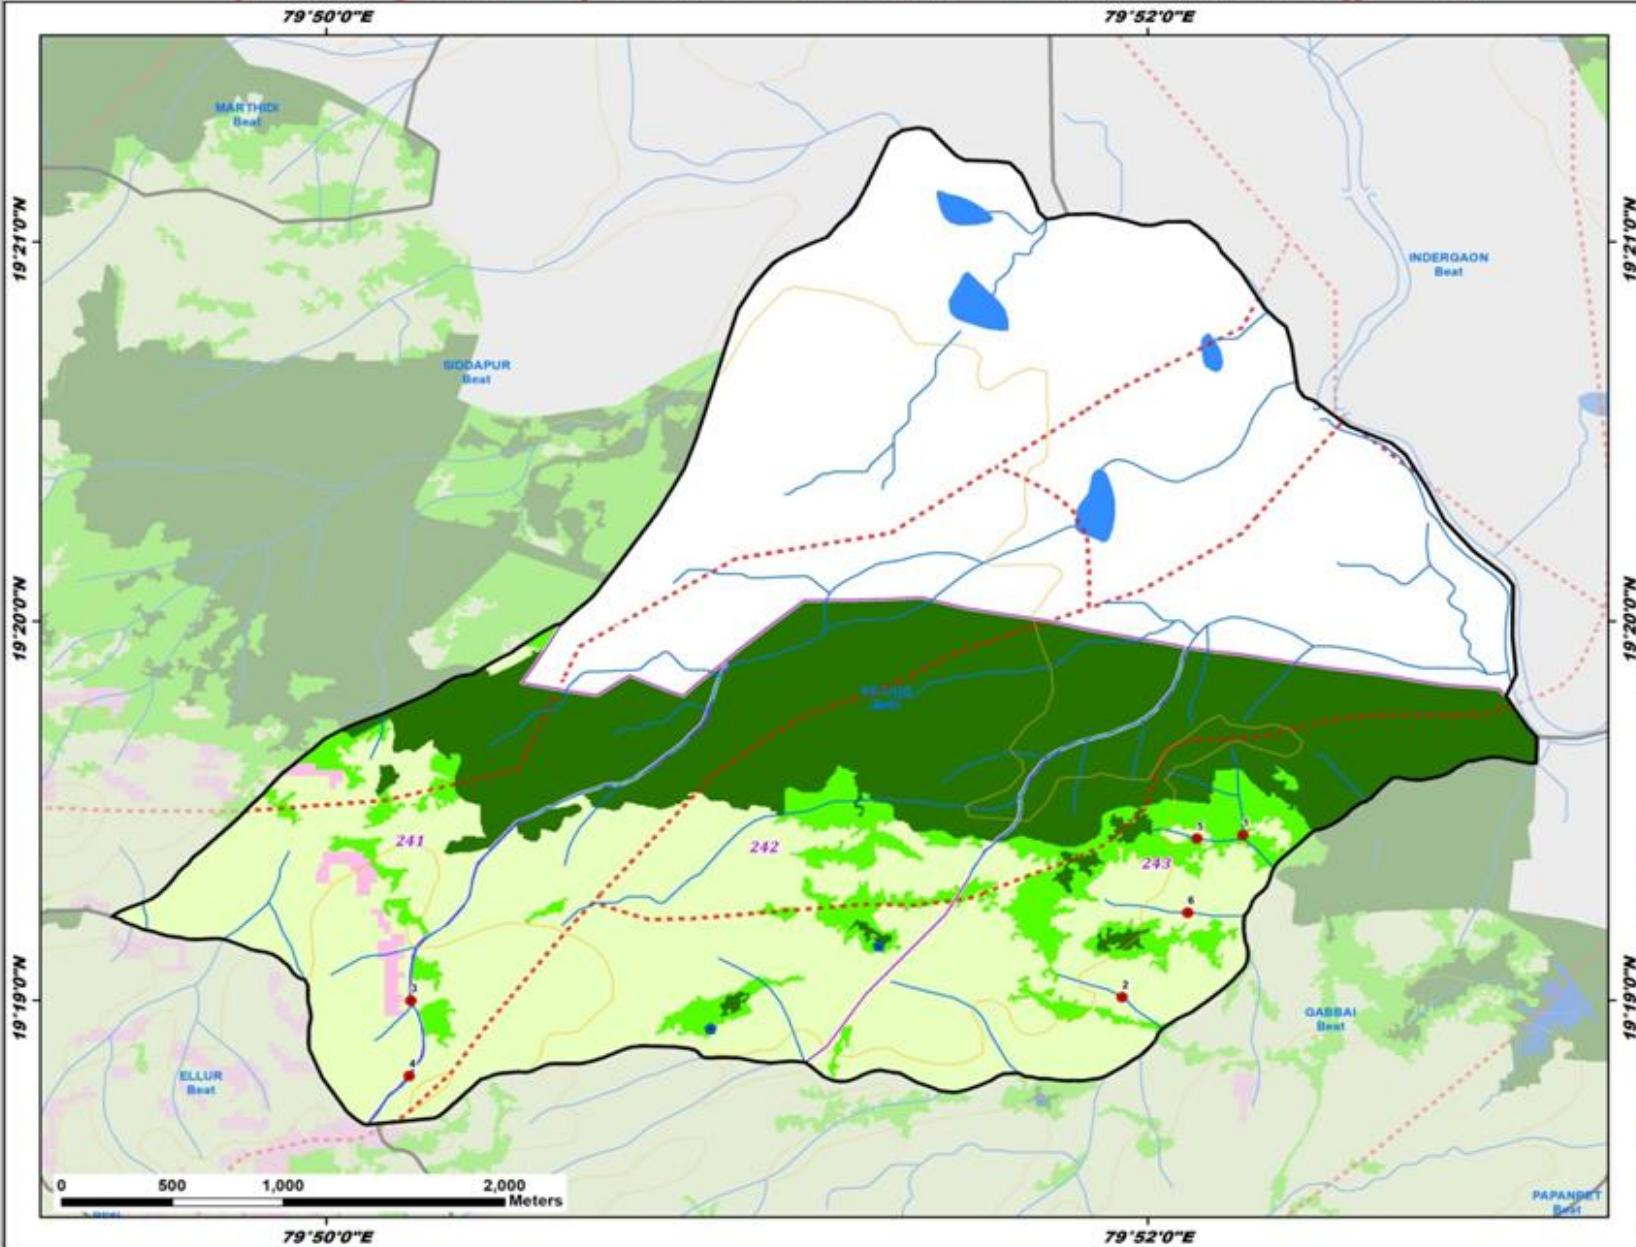 79°50'0"E
79°52'0"E
MARTHIDI
Beat
19°21'0"N
19°21'0"N
INDERGAON
Beat
SIDDAPUR
Beat
19°20'0"N
19°20'0"N
Beat
241
242
243
5
1
6
19°19'0"N
19°19'0"N
3
2
GABBAI
Beat
4
ELLUR
Beat
0 500 1,000 2,000
Meters
PAPANPET
Beat
79°50'0"E
79°52'0"E